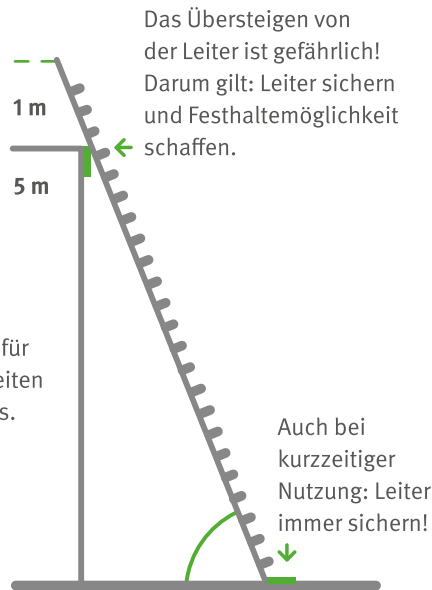 Das Übersteigen von
der Leiter ist gefährlich!
Darum gilt: Leiter sichern
und Festhaltemöglichkeit
schaffen.
1 m
5 m
für
eiten
s.
Auch bei
kurzzeitiger
Nutzung: Leiter
immer sichern!